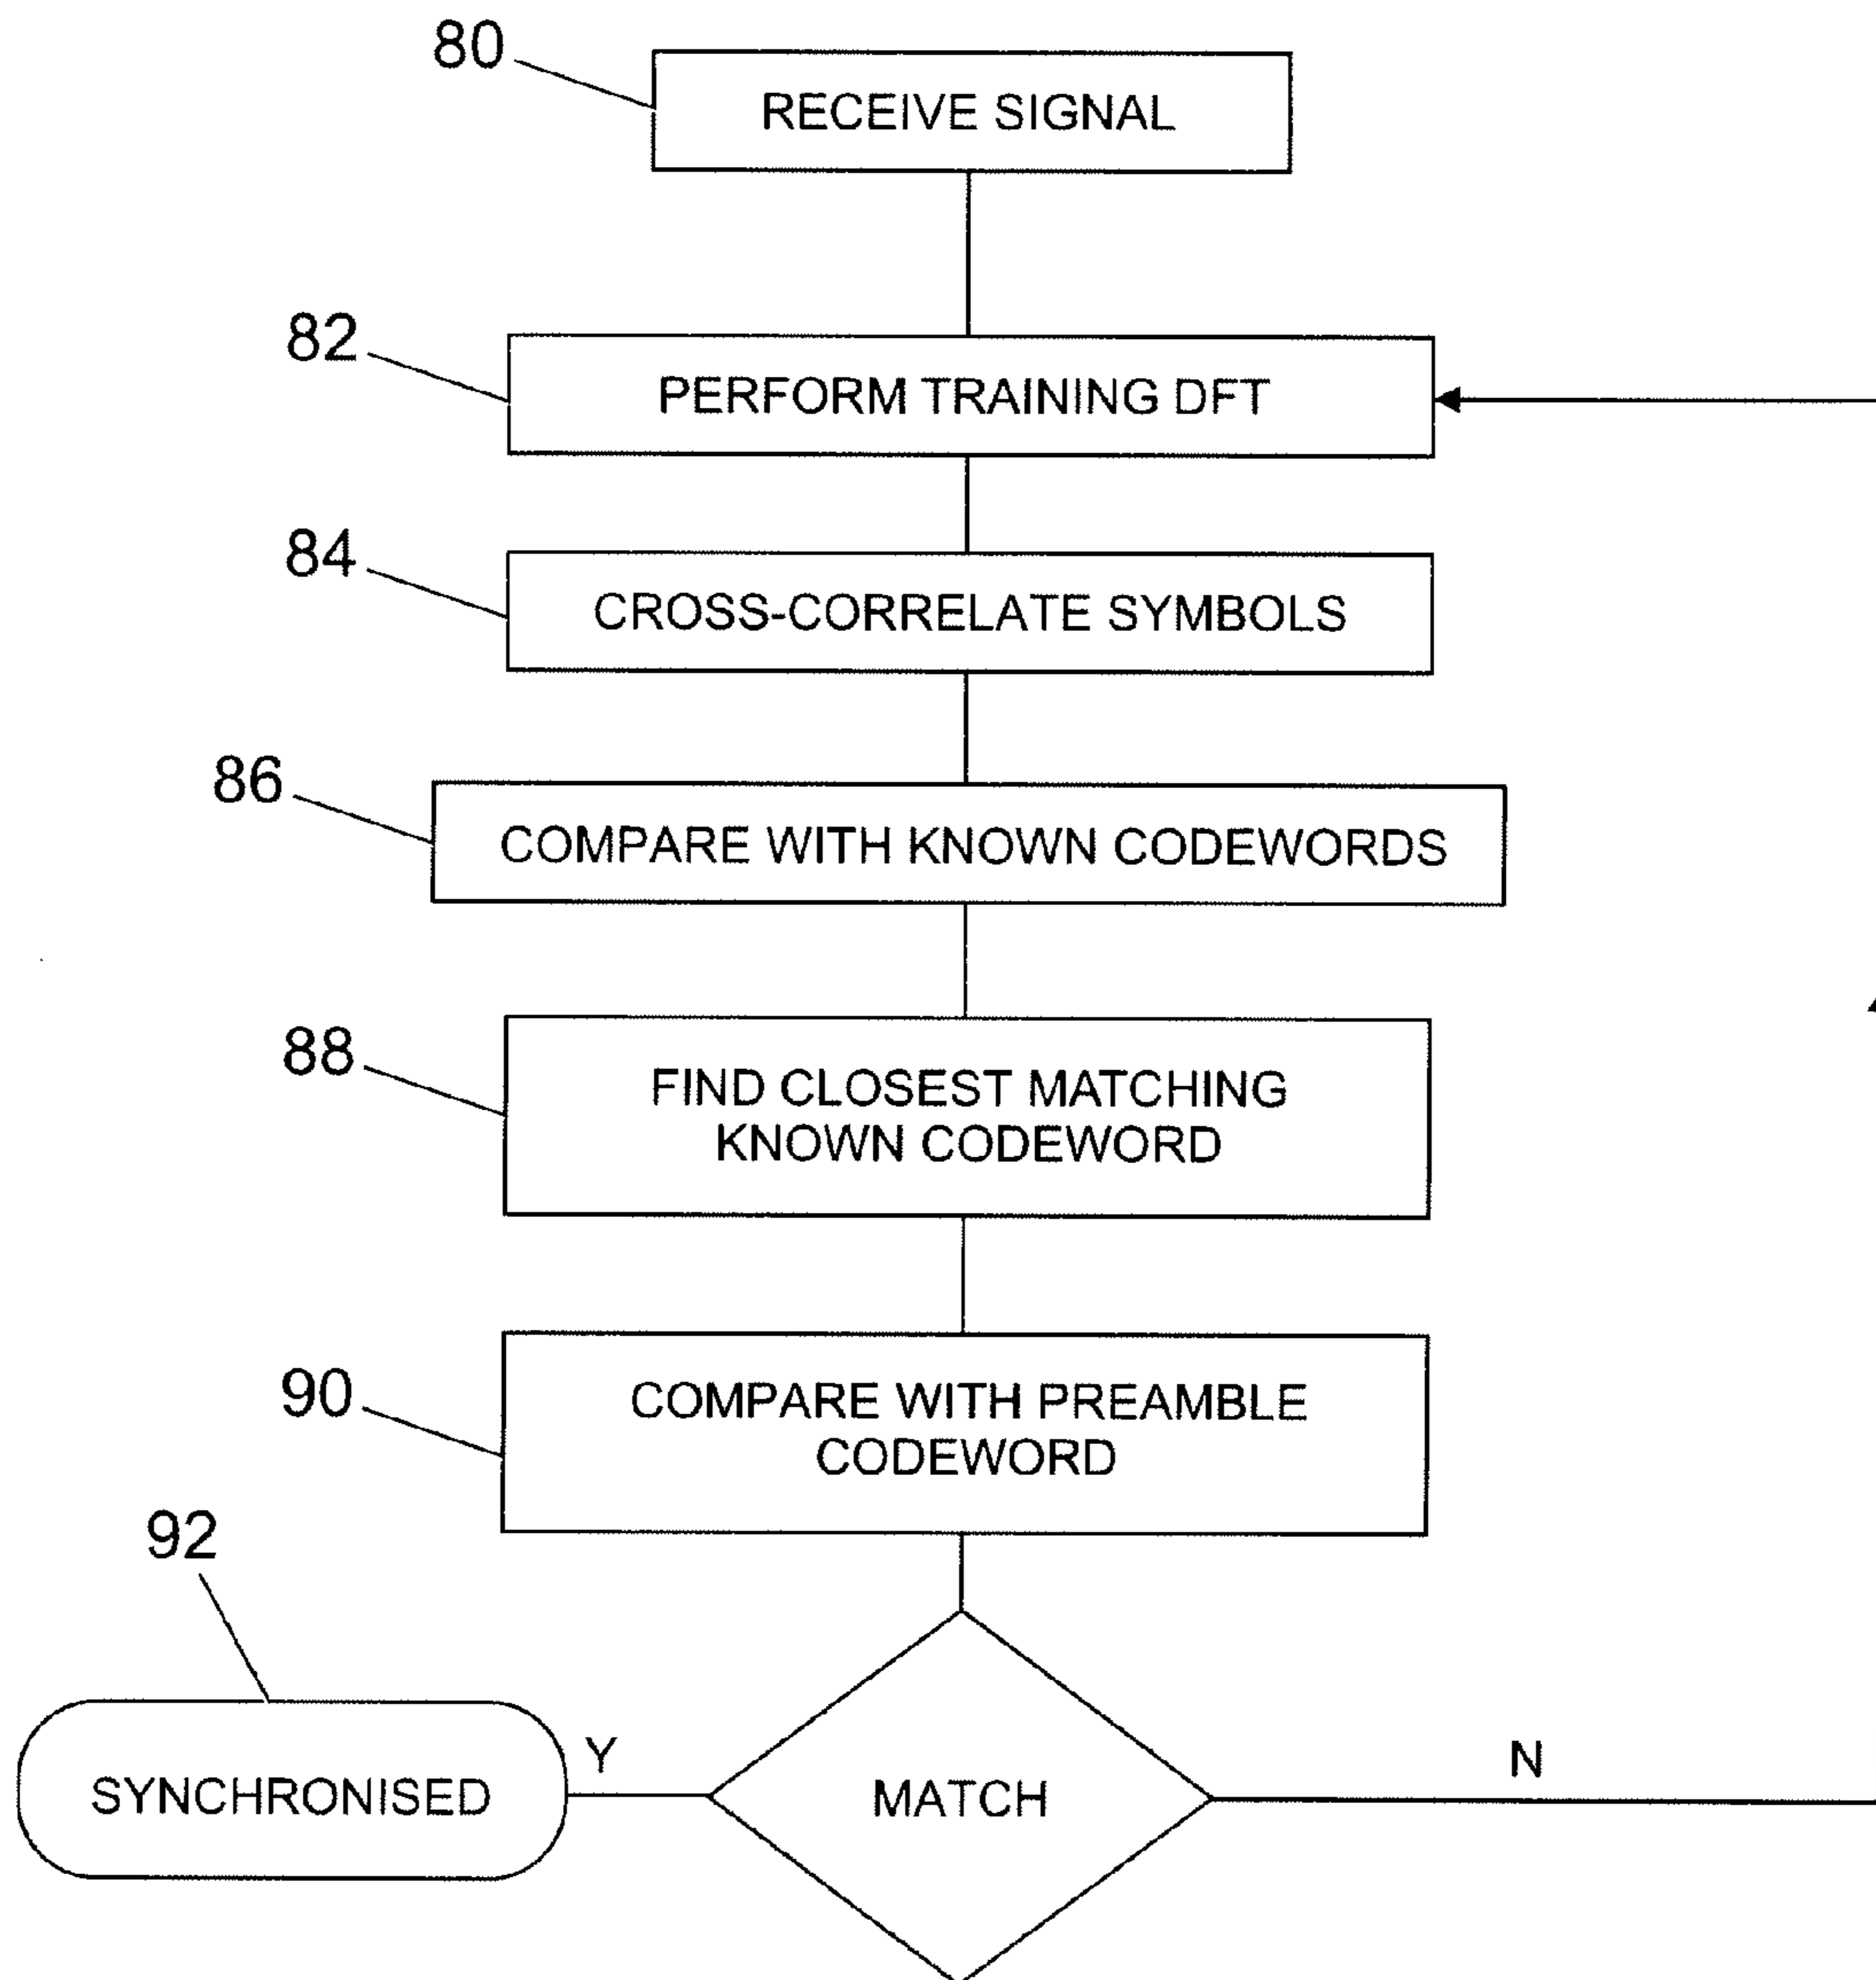 80
RECEIVE SIGNAL
82
PERFORM TRAINING DFT
84
CROSS-CORRELATE SYMBOLS
86
COMPARE WITH KNOWN CODEWORDS
88
FIND CLOSEST MATCHING
KNOWN CODEWORD
90
COMPARE WITH PREAMBLE
CODEWORD
92
SYNCHRONISED
Y
MATCH
N